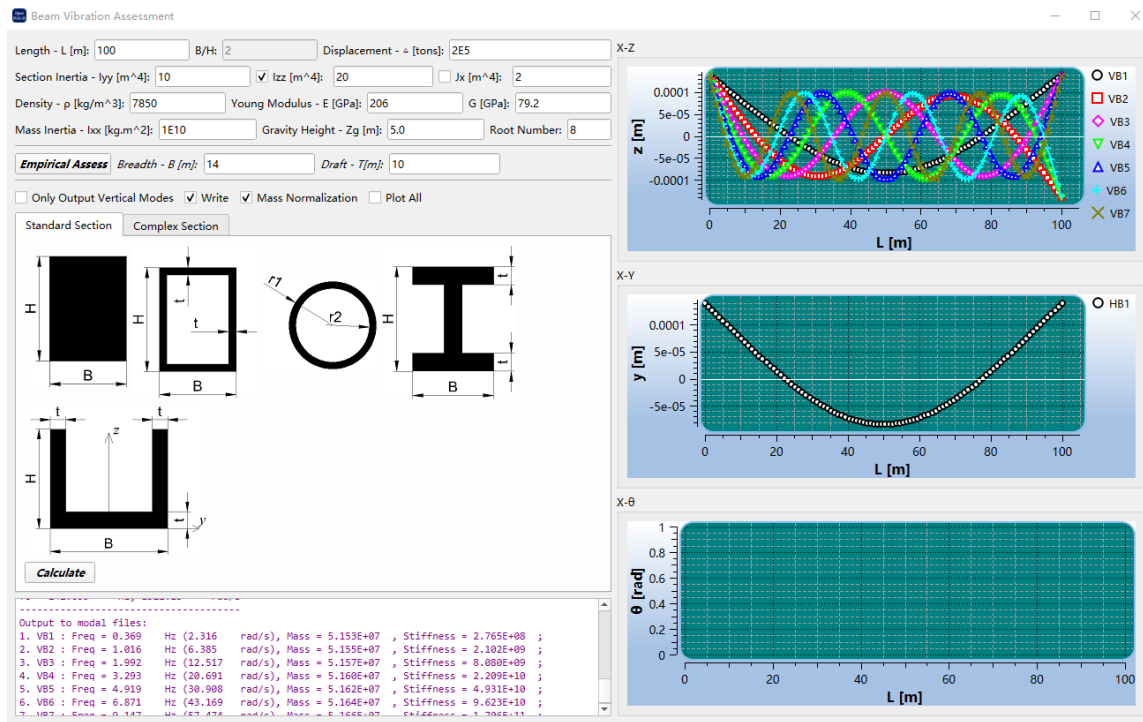 Beam Vibration Assessment
Length - L [m]: 100 B/H: 2 Displacement - △ [tons]: 2E5
Section Inertia - Iyy [m^4]: 10 Izz [m^4]: 20 Jx [m^4]: 2
Density - ρ [kg/m^3]: 7850 Young Modulus - E [GPa]: 206 G [GPa]: 79.2
Mass Inertia - Ixx [kg.m^2]: 1E10 Gravity Height - Zg [m]: 5.0 Root Number: 8
Empirical Assess Breadth - B [m]: 14 Draft - T[m]: 10
Only Output Vertical Modes Write Mass Normalization Plot All
Standard Section Complex Section
H
B
H
t
t
B
r1
r2
H
t
t
B
t
t
H
z
t
y
B
Calculate
----------------------------------------
Output to modal files:
1. VB1 : Freq = 0.369 Hz (2.316 rad/s), Mass = 5.153E+07 , Stiffness = 2.765E+08 ;
2. VB2 : Freq = 1.016 Hz (6.385 rad/s), Mass = 5.155E+07 , Stiffness = 2.102E+09 ;
3. VB3 : Freq = 1.992 Hz (12.517 rad/s), Mass = 5.157E+07 , Stiffness = 8.080E+09 ;
4. VB4 : Freq = 3.293 Hz (20.691 rad/s), Mass = 5.160E+07 , Stiffness = 2.209E+10 ;
5. VB5 : Freq = 4.919 Hz (30.908 rad/s), Mass = 5.162E+07 , Stiffness = 4.931E+10 ;
6. VB6 : Freq = 6.871 Hz (43.169 rad/s), Mass = 5.164E+07 , Stiffness = 9.623E+10 ;
X-Z
0.0001
5e-05
0
-5e-05
-0.0001
z [m]
0 20 40 60 80 100
L [m]
VB1
VB2
VB3
VB4
VB5
VB6
VB7
X-Y
0.0001
5e-05
0
-5e-05
y [m]
0 20 40 60 80 100
L [m]
HB1
X-θ
1
0.8
0.6
0.4
0.2
0
θ [rad]
0 20 40 60 80 100
L [m]